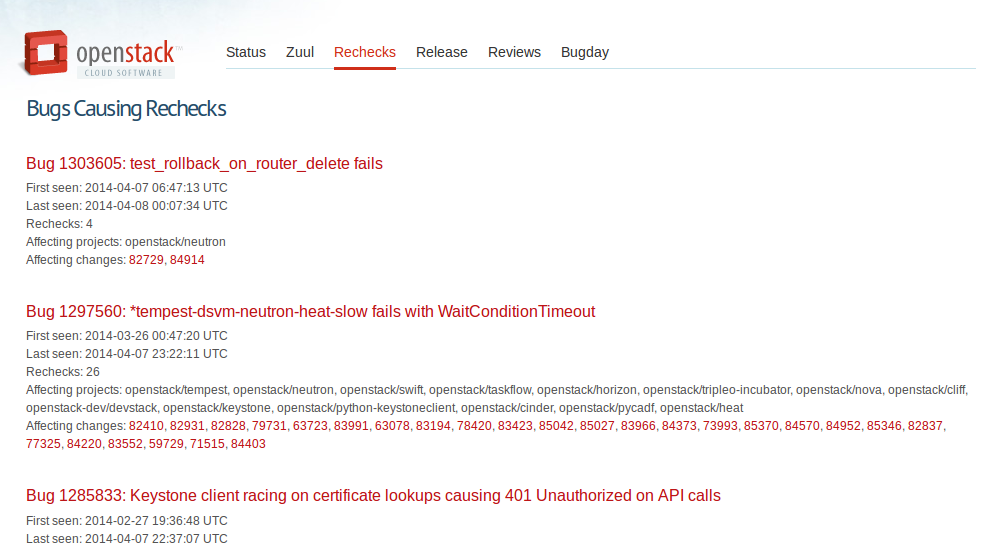 openstack™
CLOUD SOFTWARE
Status Zuul Rechecks Release Reviews Bugday
Bugs Causing Rechecks
Bug 1303605: test_rollback_on_router_delete fails
First seen: 2014-04-07 06:47:13 UTC
Last seen: 2014-04-08 00:07:34 UTC
Rechecks: 4
Affecting projects: openstack/neutron
Affecting changes: 82729, 84914
Bug 1297560: *tempest-dsvm-neutron-heat-slow fails with WaitConditionTimeout
First seen: 2014-03-26 00:47:20 UTC
Last seen: 2014-04-07 23:22:11 UTC
Rechecks: 26
Affecting projects: openstack/tempest, openstack/neutron, openstack/swift, openstack/taskflow, openstack/horizon, openstack/tripleo-incubator, openstack/nova, openstack/cliff,
openstack-dev/devstack, openstack/keystone, openstack/python-keystoneclient, openstack/cinder, openstack/pycadf, openstack/heat
Affecting changes: 82410, 82931, 82828, 79731, 63723, 83991, 63078, 83194, 78420, 83423, 85042, 85027, 83966, 84373, 73993, 85370, 84570, 84952, 85346, 82837,
77325, 84220, 83552, 59729, 71515, 84403
Bug 1285833: Keystone client racing on certificate lookups causing 401 Unauthorized on API calls
First seen: 2014-02-27 19:36:48 UTC
Last seen: 2014-04-07 22:37:07 UTC